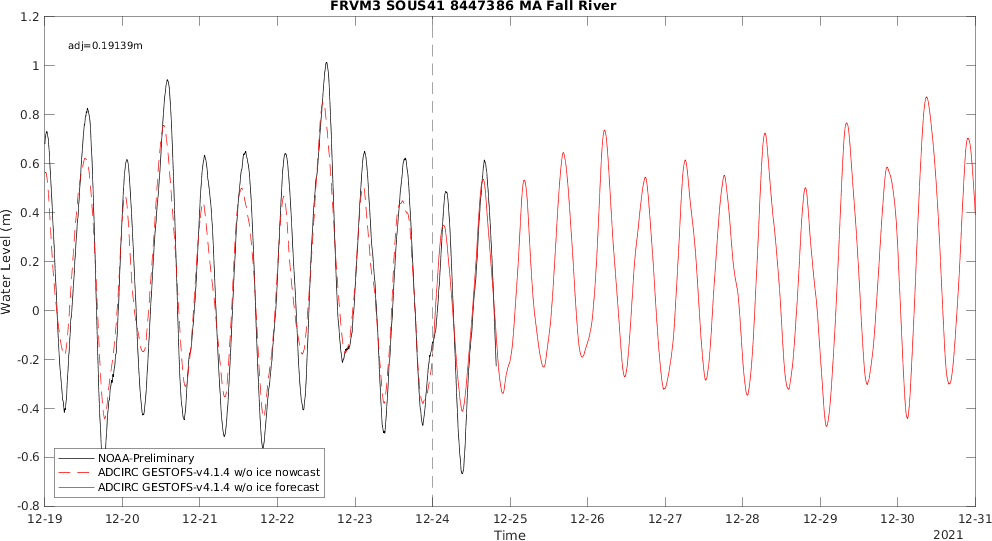 FRVM3 SOUS41 8447386 MA Fall River
1.2
adj=0.19139m
1
0.8
0.6
0.4
0.2
0
-0.2
-0.4
-0.6
-0.8
Water Level (m)
NOAA-Preliminary
ADCIRC GESTOFS-v4.1.4 w/o ice nowcast
ADCIRC GESTOFS-v4.1.4 w/o ice forecast
12-19 12-20 12-21 12-22 12-23 12-24 12-25 12-26 12-27 12-28 12-29 12-30 12-31
Time
2021